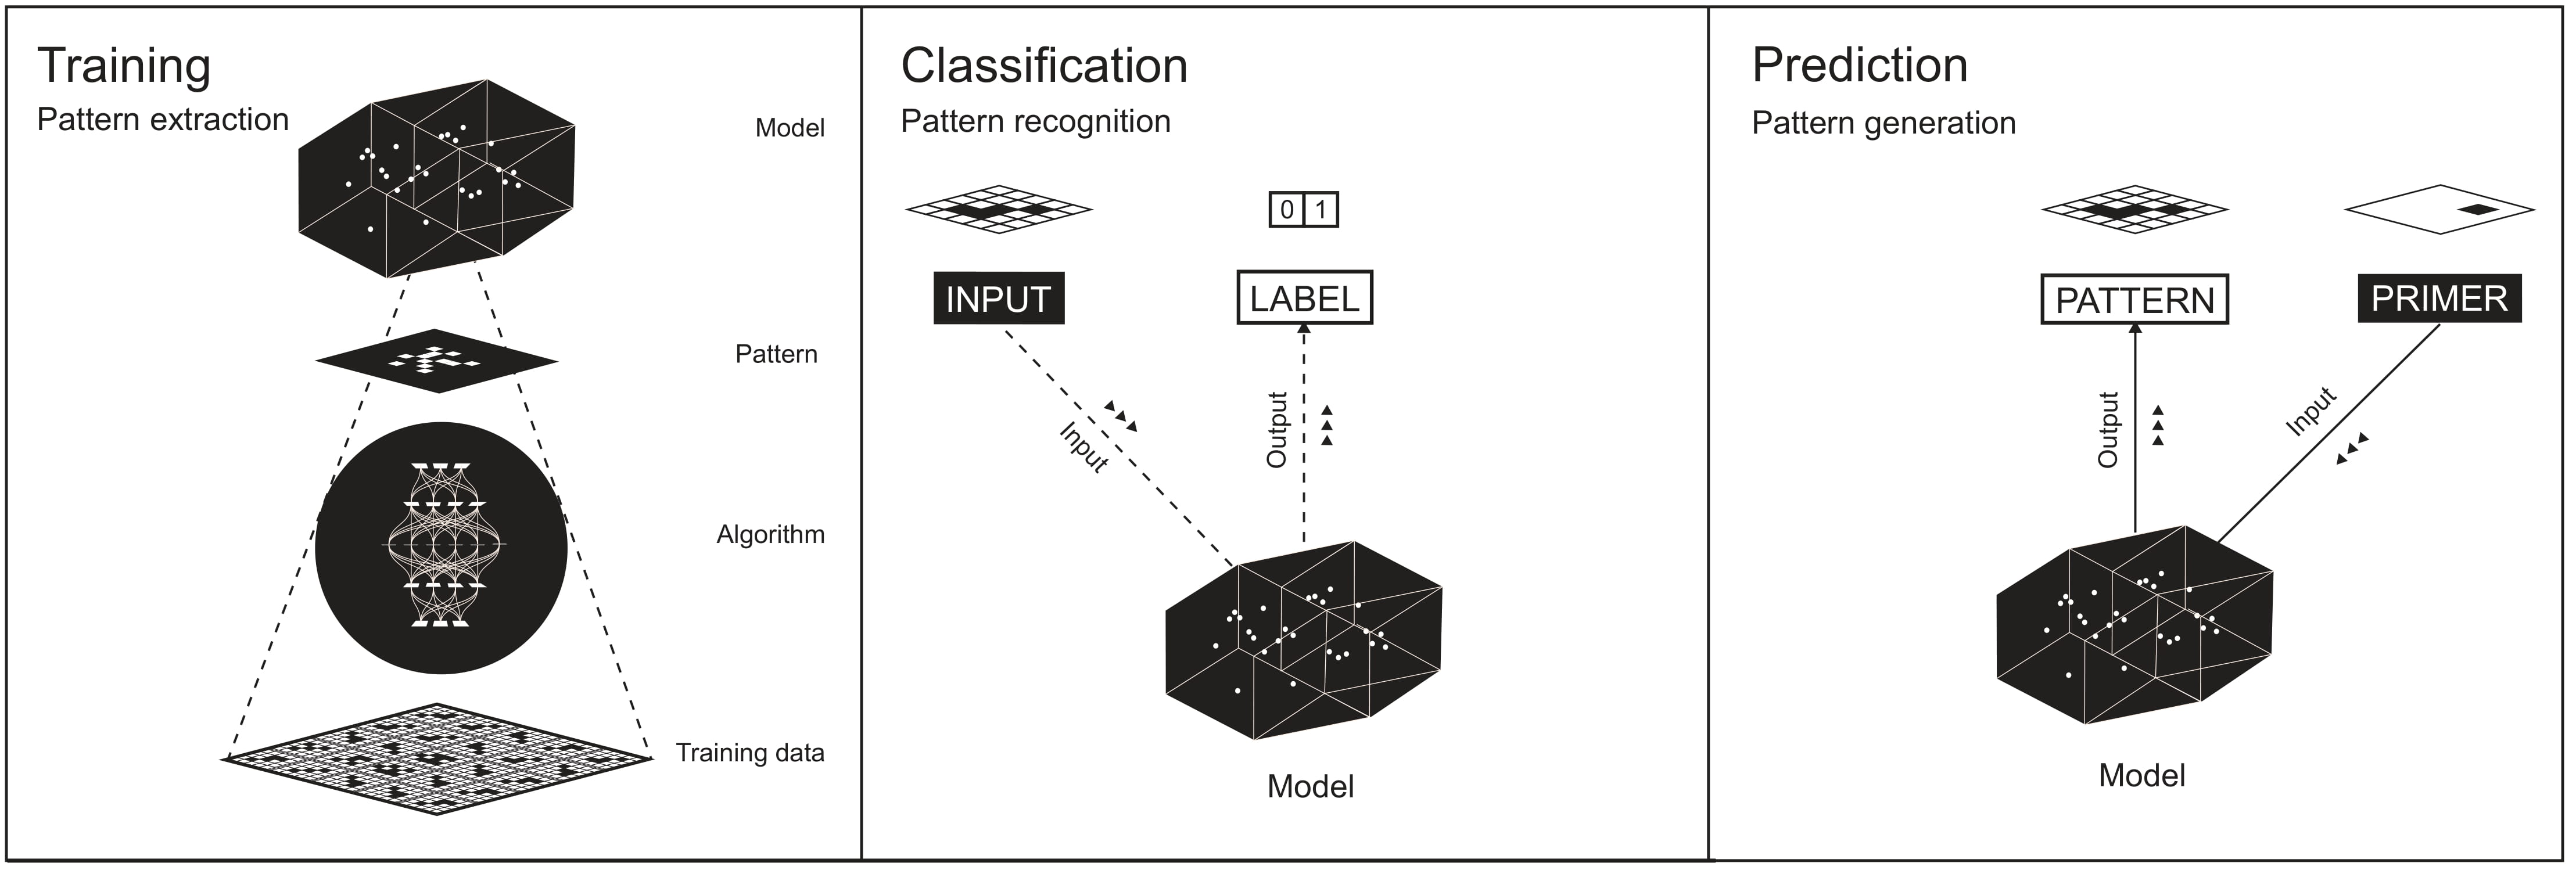 Training
Pattern extraction
Model
Pattern
Algorithm
Training data
Classification
Pattern recognition
0 1
INPUT
LABEL
Input
Output
Model
Prediction
Pattern generation
PATTERN
PRIMER
Output
Input
Model